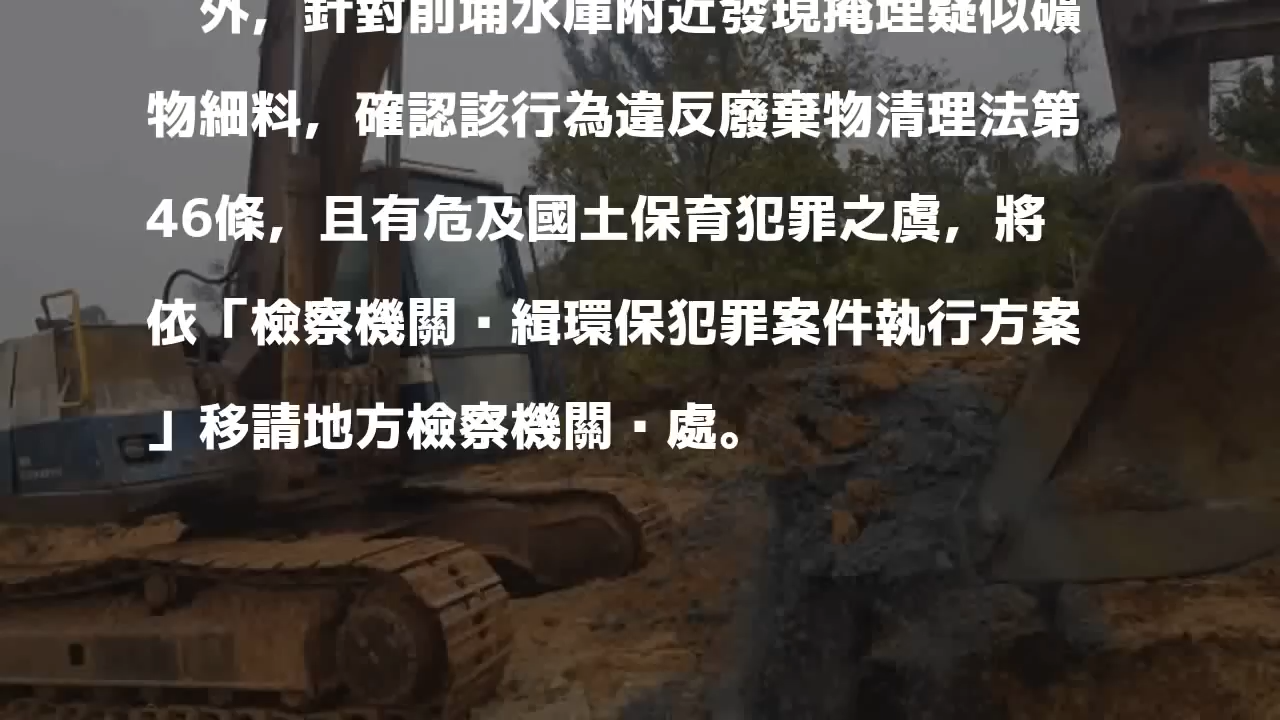 外，針對前埔水庫附近發現掩埋疑似礦
物細料，確認該行為違反廢棄物清理法第
46條，且有危及國土保育犯罪之虞，將
依「檢察機關▪緝環保犯罪案件執行方案
」移請地方檢察機關▪處。